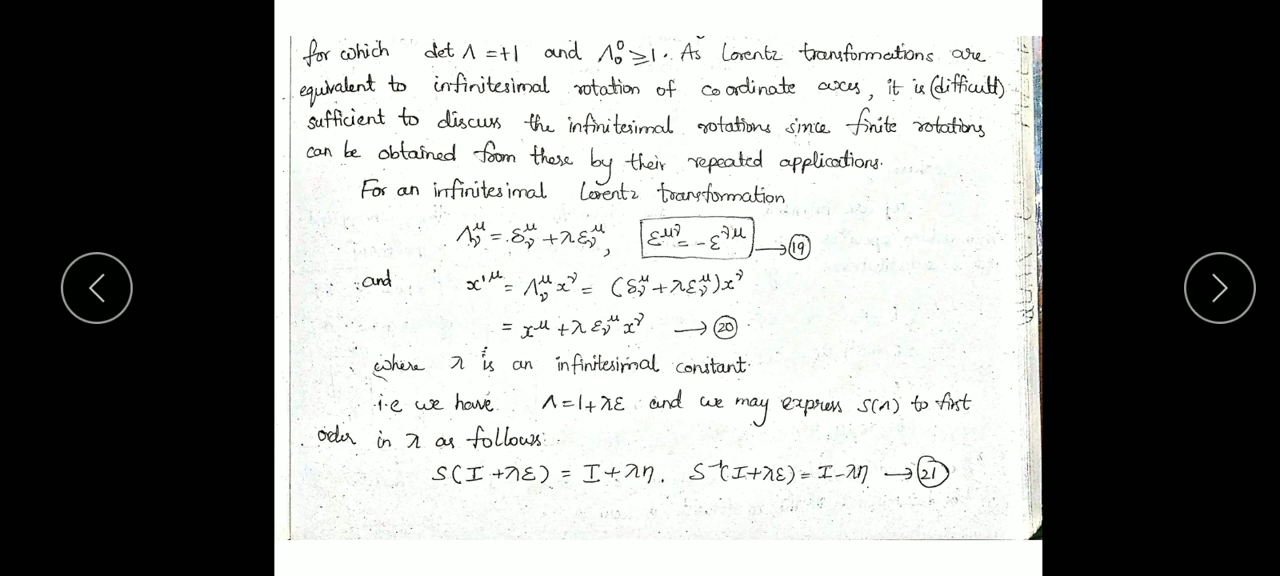 for which det Λ = +1 and Λ⁰₀ ≥ 1. As Lorentz transformations are
equivalent to infinitesimal rotation of coordinate axes, it is (difficult)
sufficient to discuss the infinitesimal rotations since finite rotations
can be obtained from these by their repeated applications.
For an infinitesimal Lorentz transformation
Λ^μ_ν = δ^μ_ν + λε^μ_ν, ε^{μν} = -ε^{νμ} → (19)
and x'^μ = Λ^μ_ν x^ν = (δ^μ_ν + λε^μ_ν)x^ν
= x^μ + λε_ν^μ x^ν → (20)
where λ is an infinitesimal constant.
i.e we have Λ = 1 + λε and we may express S(Λ) to first
order in λ as follows:
S(I + λε) = I + λη. S⁻¹(I + λε) = I - λη → (21)